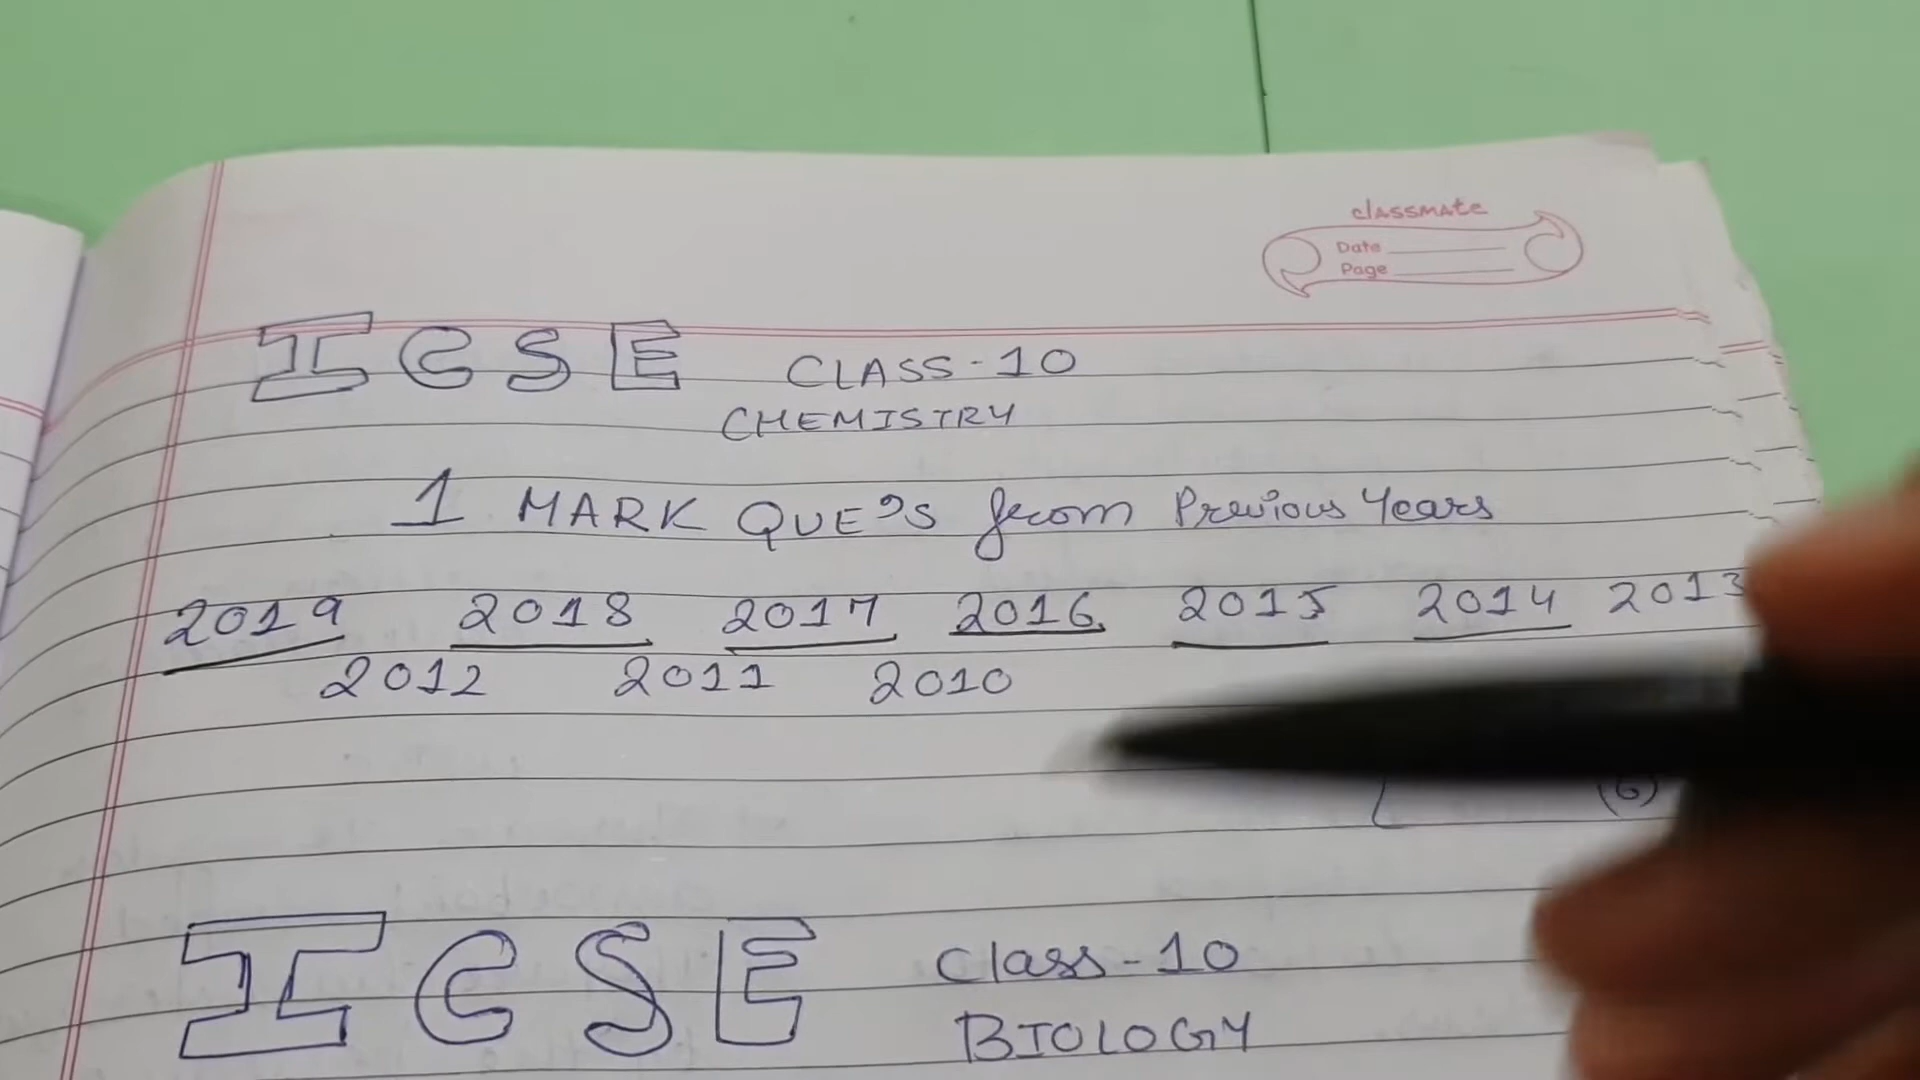 classmate
Date
Page
ICSE CLASS-10
CHEMISTRY
1 MARK QUE'S from Previous Years
2019 2018 2017 2016 2015 2014 2013
2012 2011 2010
(6)
ICSE Class-10
BIOLOGY